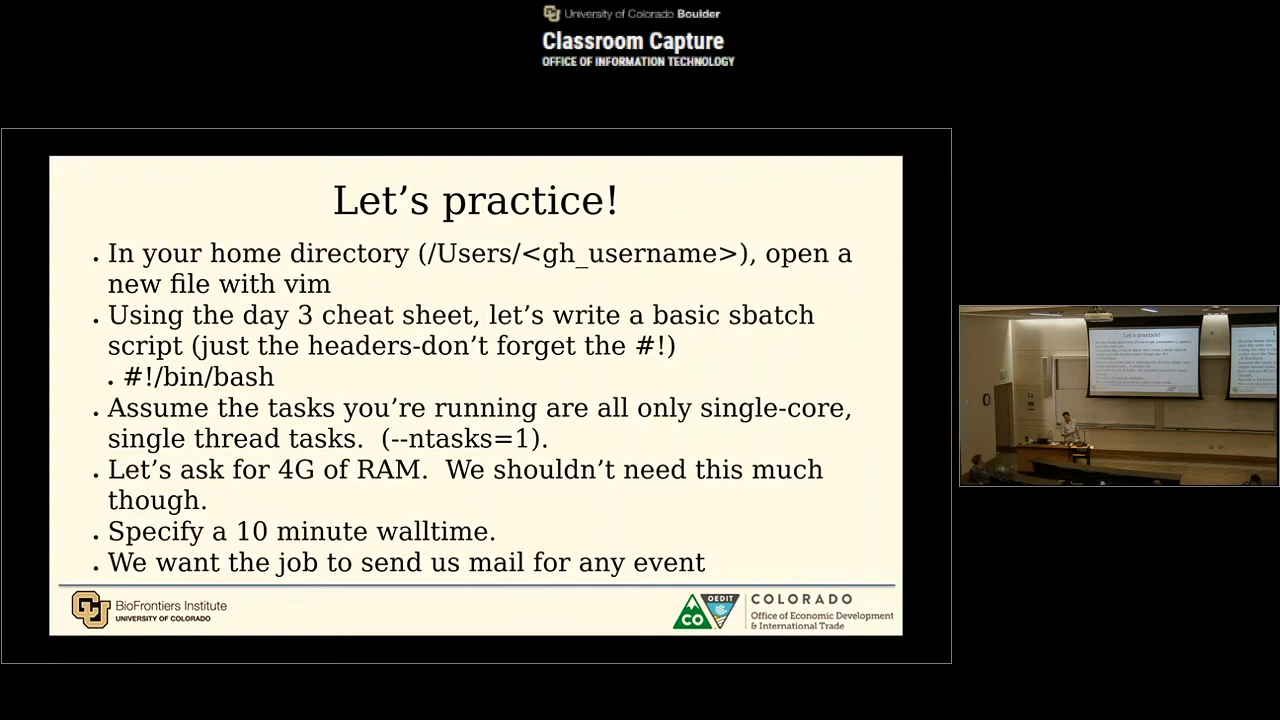 University of Colorado Boulder
Classroom Capture
OFFICE OF INFORMATION TECHNOLOGY
Let’s practice!
. In your home directory (/Users/<gh_username>), open a
new file with vim
. Using the day 3 cheat sheet, let’s write a basic sbatch
script (just the headers-don’t forget the #!)
. #!/bin/bash
. Assume the tasks you’re running are all only single-core,
single thread tasks.  (--ntasks=1).
. Let’s ask for 4G of RAM.  We shouldn’t need this much
though.
. Specify a 10 minute walltime.
. We want the job to send us mail for any event
BioFrontiers Institute
UNIVERSITY OF COLORADO
CO
OEDIT
COLORADO
Office of Economic Development
& International Trade
Let's practice!